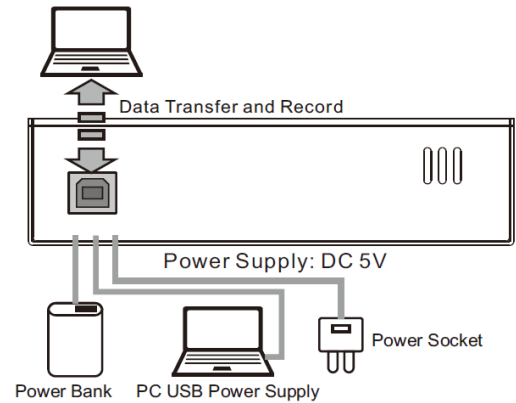 Data Transfer and Record
Power Supply: DC 5V
Power Socket
Power Bank
PC USB Power Supply